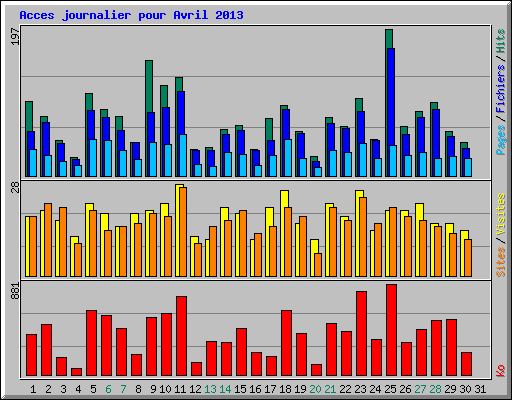 Acces journalier pour Avril 2013
197
Pages / Fichiers / Hits
28
Sites / Visites
881
Ko
1 2 3 4 5 6 7 8 9 10 11 12 13 14 15 16 17 18 19 20 21 22 23 24 25 26 27 28 29 30 31